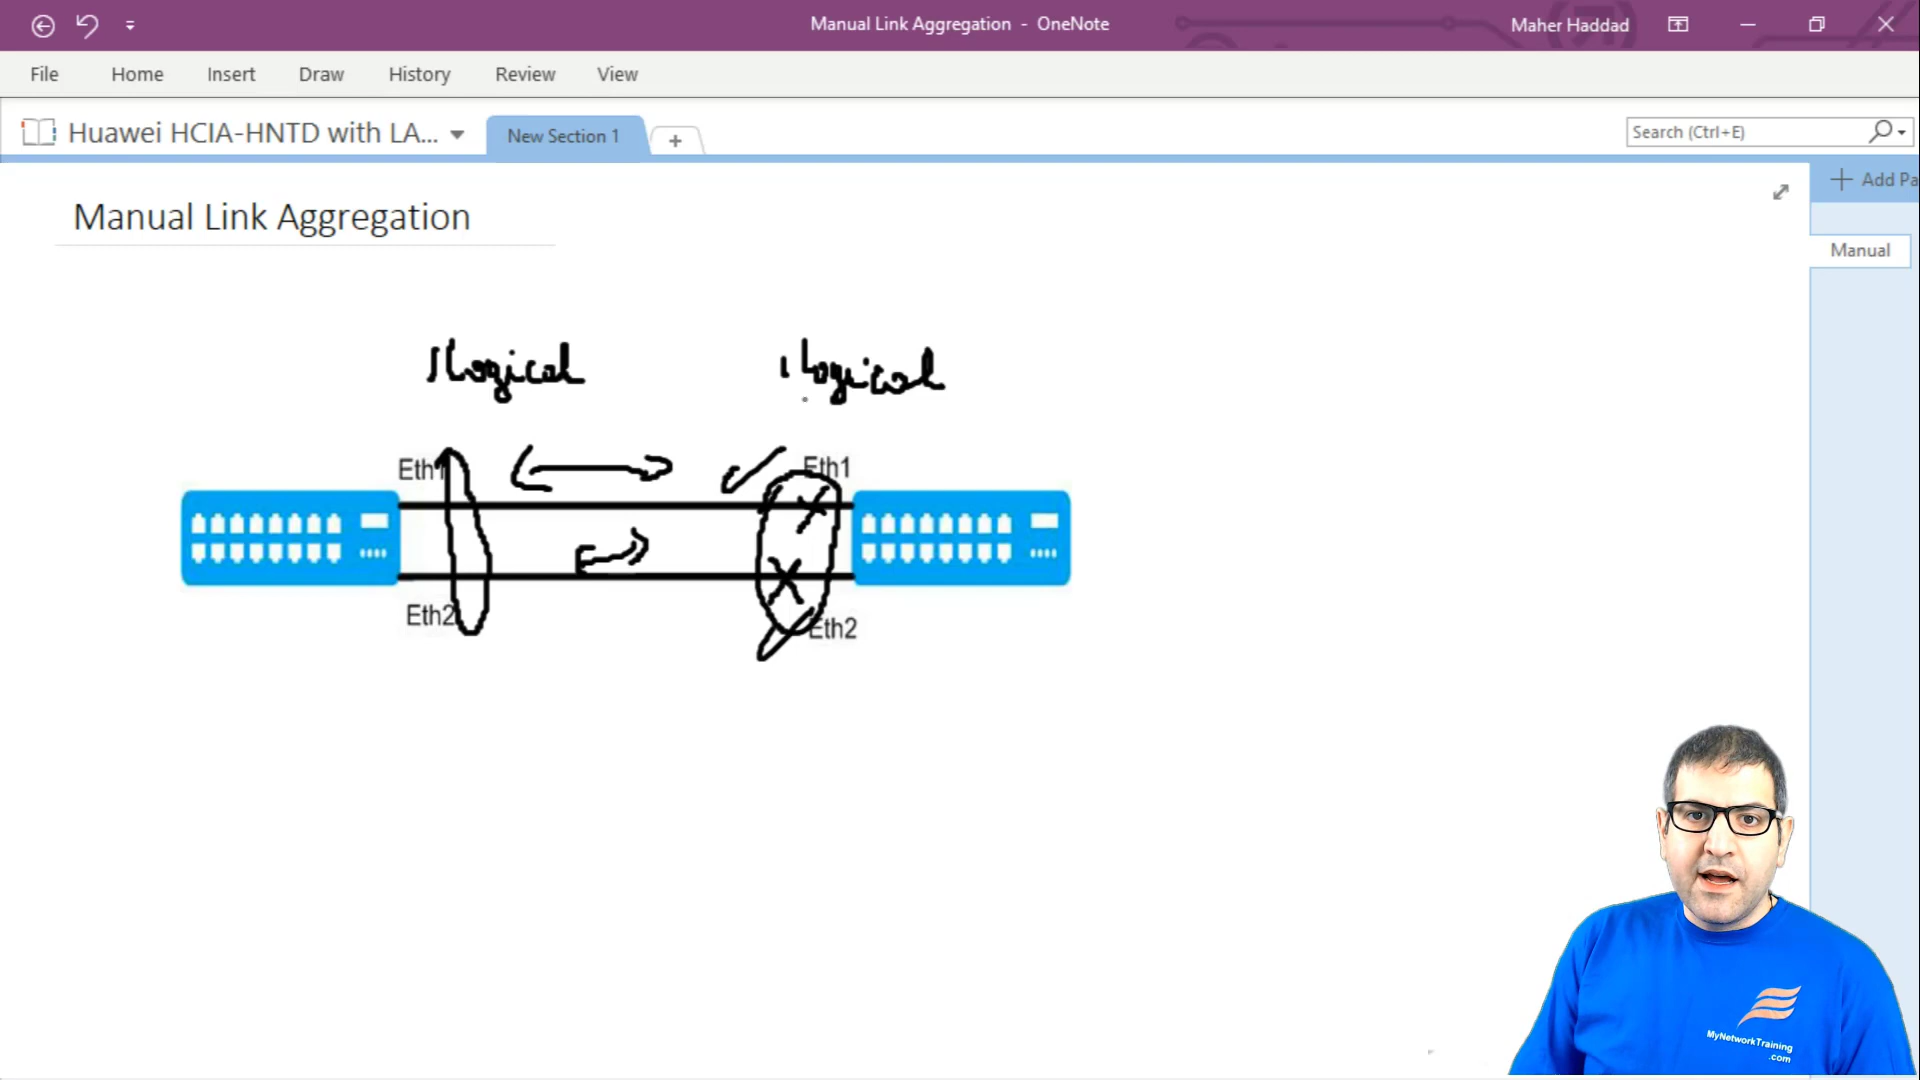 Manual Link Aggregation - OneNote
Maher Haddad
File Home Insert Draw History Review View
Huawei HCIA-HNTD with LA...
New Section 1
+
Search (Ctrl+E)
Add Pa
Manual
Manual Link Aggregation
1Logical
1Logical
Eth1
Eth1
Eth2
Eth2
MyNetworkTraining
.com